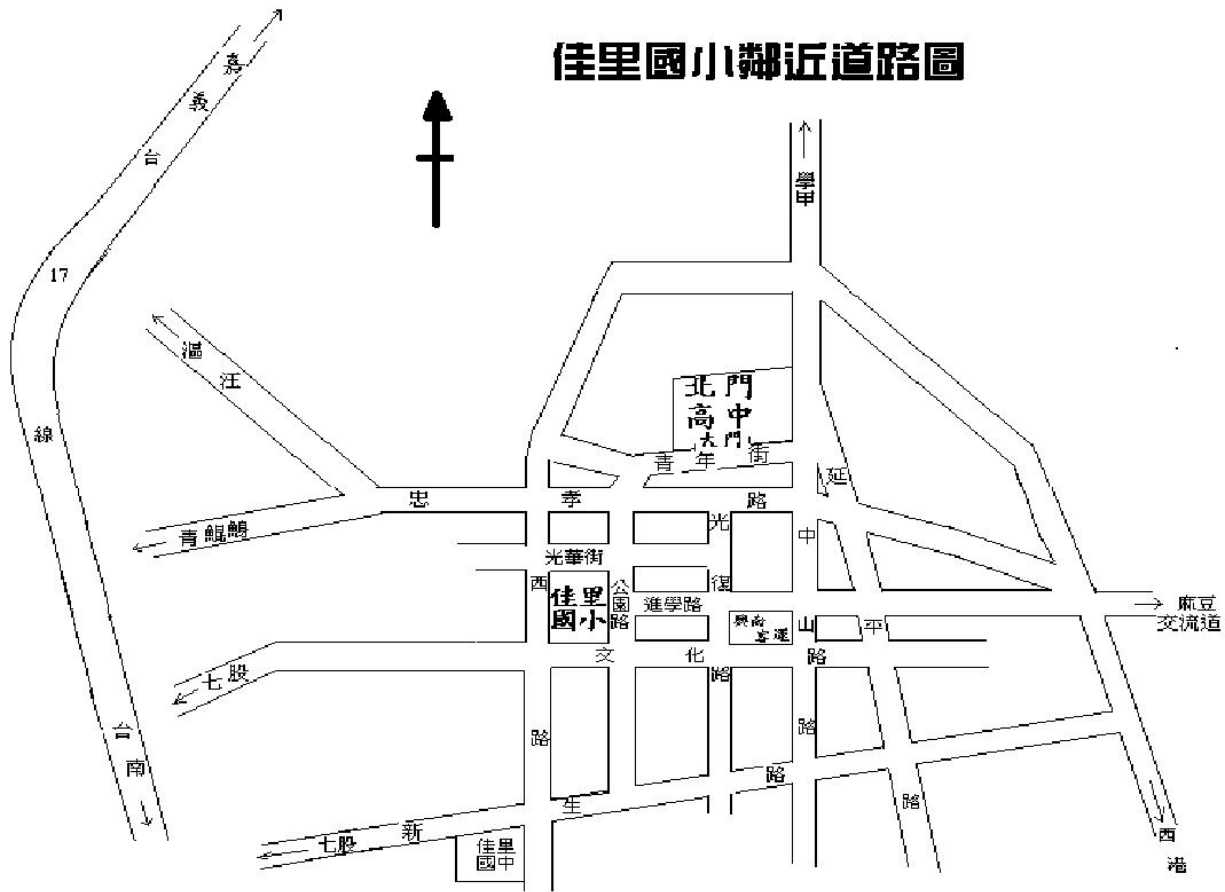 佳里國小鄰近道路圖
嘉義
台17線
台南
學甲
漚汪
北門
高中
大門
青年街
忠孝路
延平路
青鯤鯓
光復路
中山路
光華街
西
路
佳里
國小
公園路
進學路
興南
客運
麻豆
交流道
文化路
七股
新生路
七股
佳里
國中
西港